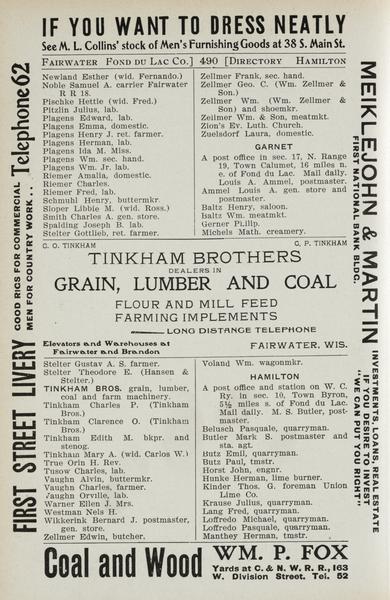 IF YOU WANT TO DRESS NEATLY
See M. L. Collins' stock of Men's Furnishing Goods at 38 S. Main St.
FAIRWATER FOND DU LAC CO.] 490 [DIRECTORY HAMILTON
Newland Esther (wid. Fernando.)
Noble Samuel A. carrier Fairwater
R R 18.
Pischke Hettie (wid. Fred.)
Pitzlin Julius, lab.
Plagens Edward, lab.
Plagens Emma, domestic.
Plagens Henry J. ret. farmer.
Plagens Herman, lab.
Plagens Ida M. Miss.
Plagens Wm. sec. hand.
Plagens Wm. Jr. lab.
Riemer Amalia, domestic.
Riemer Charles.
Riemer Fred, lab.
Schmuhl Henry, buttermkr.
Sloper Libbie M. (wid. Ross.)
Smith Charles A. gen. store.
Spalding Joseph B. lab.
Stelter Gottlieb, ret. farmer.
Zellmer Frank, sec. hand.
Zellmer Geo. C. (Wm. Zellmer &
Son.)
Zellmer Wm. (Wm. Zellmer &
Son) and shoemkr.
Zellmer Wm. & Son, meatmkt.
Zion's Ev. Luth. Church.
Zuelsdorf Laura, domestic.
GARNET
A post office in sec. 17, N. Range
19, Town Calumet, 16 miles n.
e. of Fond du Lac. Mail daily.
Louis A. Ammel, postmaster.
Ammel Louis A. gen store and
postmaster.
Baltz Henry, saloon.
Baltz Wm. meatmkt.
Gerner P.lilp.
Michels Math. creamery.
C. O. TINKHAM
C. P. TINKHAM
TINKHAM BROTHERS
DEALERS IN
GRAIN, LUMBER AND COAL
FLOUR AND MILL FEED
FARMING IMPLEMENTS
LONG DISTANCE TELEPHONE
Elevators and Warehouses at
Fairwater and Brandon
FAIRWATER, WIS.
Stelter Gustav A. S. farmer.
Stelter Theodore E. (Hansen &
Stelter.)
TINKHAM BROS. grain, lumber,
coal and farm machinery.
Tinkham Charles P. (Tinkham
Bros.)
Tinkham Clarence O. (Tinkham
Bros.)
Tinkham Edith M. bkpr. and
stenog.
Tinkham Mary A. (wid. Carlos W.)
True Orin H. Rev.
Tusow Charles, lab.
Vaughn Alvin, buttermkr.
Vaughn Charles, farmer.
Vaughn Orville, lab.
Warner Ellen J. Mrs.
Westman Nels H.
Wikkerink Bernard J. postmaster,
gen. store.
Zellmer Edwin, butcher.
Voland Wm. wagonmkr.
HAMILTON
A post office and station on W. C.
Ry. in sec. 10, Town Byron,
5½ miles s. of Fond du Lac.
Mail daily. M. S. Butler, post-
master.
Belusch Pasquale, quarryman.
Butler Mark S. postmaster and
sta. agt.
Butz Emil, quarryman.
Butz Paul, tmstr.
Horst John, engnr.
Hunke Herman, lime burner.
Kinder Thos. G. foreman Union
Lime Co.
Krause Julius, quarryman.
Lang Fred, quarryman.
Loffredo Michael, quarryman.
Loffredo Pasquale, quarryman.
Manthey Herman, tmstr.
Coal and Wood
WM. P. FOX
Yards at C. & N. W. R. R., 163
W. Division Street. Tel. 52
FIRST STREET LIVERY
GOOD RIGS FOR COMMERCIAL
MEN FOR COUNTRY WORK . . .
Telephone 62
MEIKLEJOHN & MARTIN
FIRST NATIONAL BANK BLDG.
INVESTMENTS, LOANS, REAL ESTATE
IF YOU DESIRE TO INVEST
"WE CAN PUT YOU RIGHT"